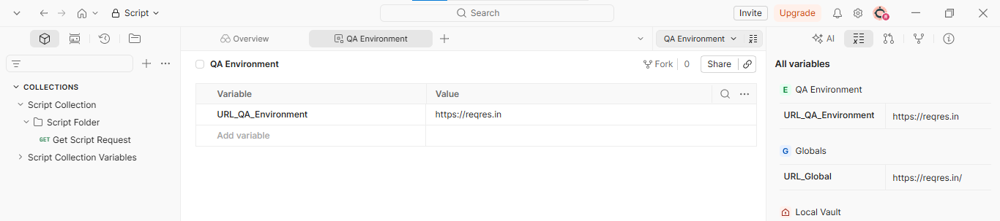 Script Search Invite Upgrade
Overview QA Environment QA Environment AI
QA Environment Fork 0 Share All variables
COLLECTIONS
Script Collection
Script Folder
GET Get Script Request
Script Collection Variables
Variable Value
URL_QA_Environment https://reqres.in
Add variable
E QA Environment
URL_QA_Environment https://reqres.in
G Globals
URL_Global https://reqres.in/
Local Vault